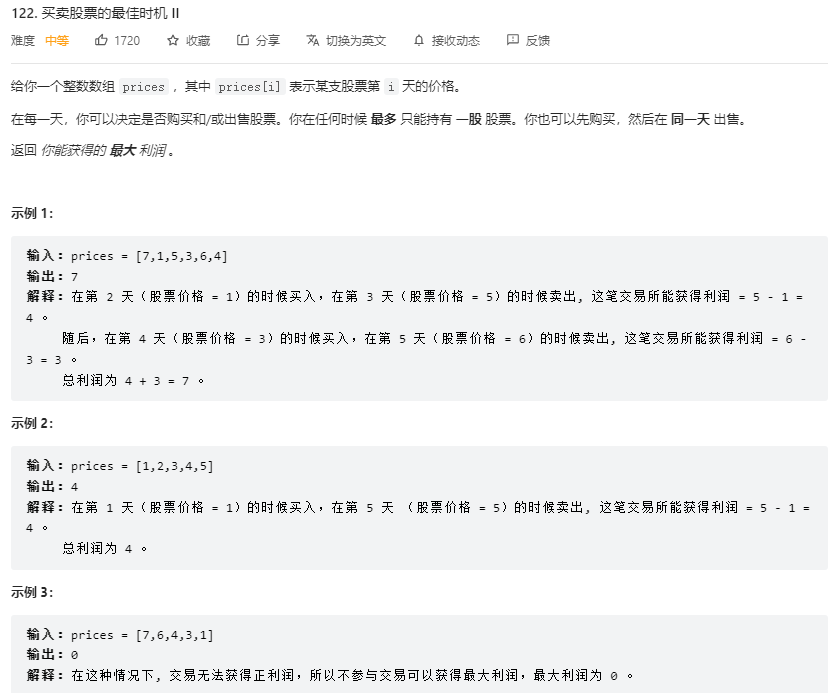 122. 买卖股票的最佳时机 II
难度 中等 1720 收藏 分享 切换为英文 接收动态 反馈
给你一个整数数组 prices ，其中 prices[i] 表示某支股票第 i 天的价格。
在每一天，你可以决定是否购买和/或出售股票。你在任何时候 最多 只能持有 一股 股票。你也可以先购买，然后在 同一天 出售。
返回 你能获得的 最大 利润 。
示例 1：
输入：prices = [7,1,5,3,6,4]
输出：7
解释：在第 2 天（股票价格 = 1）的时候买入，在第 3 天（股票价格 = 5）的时候卖出, 这笔交易所能获得利润 = 5 - 1 =
4 。
随后，在第 4 天（股票价格 = 3）的时候买入，在第 5 天（股票价格 = 6）的时候卖出, 这笔交易所能获得利润 = 6 -
3 = 3 。
总利润为 4 + 3 = 7 。
示例 2：
输入：prices = [1,2,3,4,5]
输出：4
解释：在第 1 天（股票价格 = 1）的时候买入，在第 5 天 （股票价格 = 5）的时候卖出, 这笔交易所能获得利润 = 5 - 1 =
4 。
总利润为 4 。
示例 3：
输入：prices = [7,6,4,3,1]
输出：0
解释：在这种情况下, 交易无法获得正利润，所以不参与交易可以获得最大利润，最大利润为 0 。